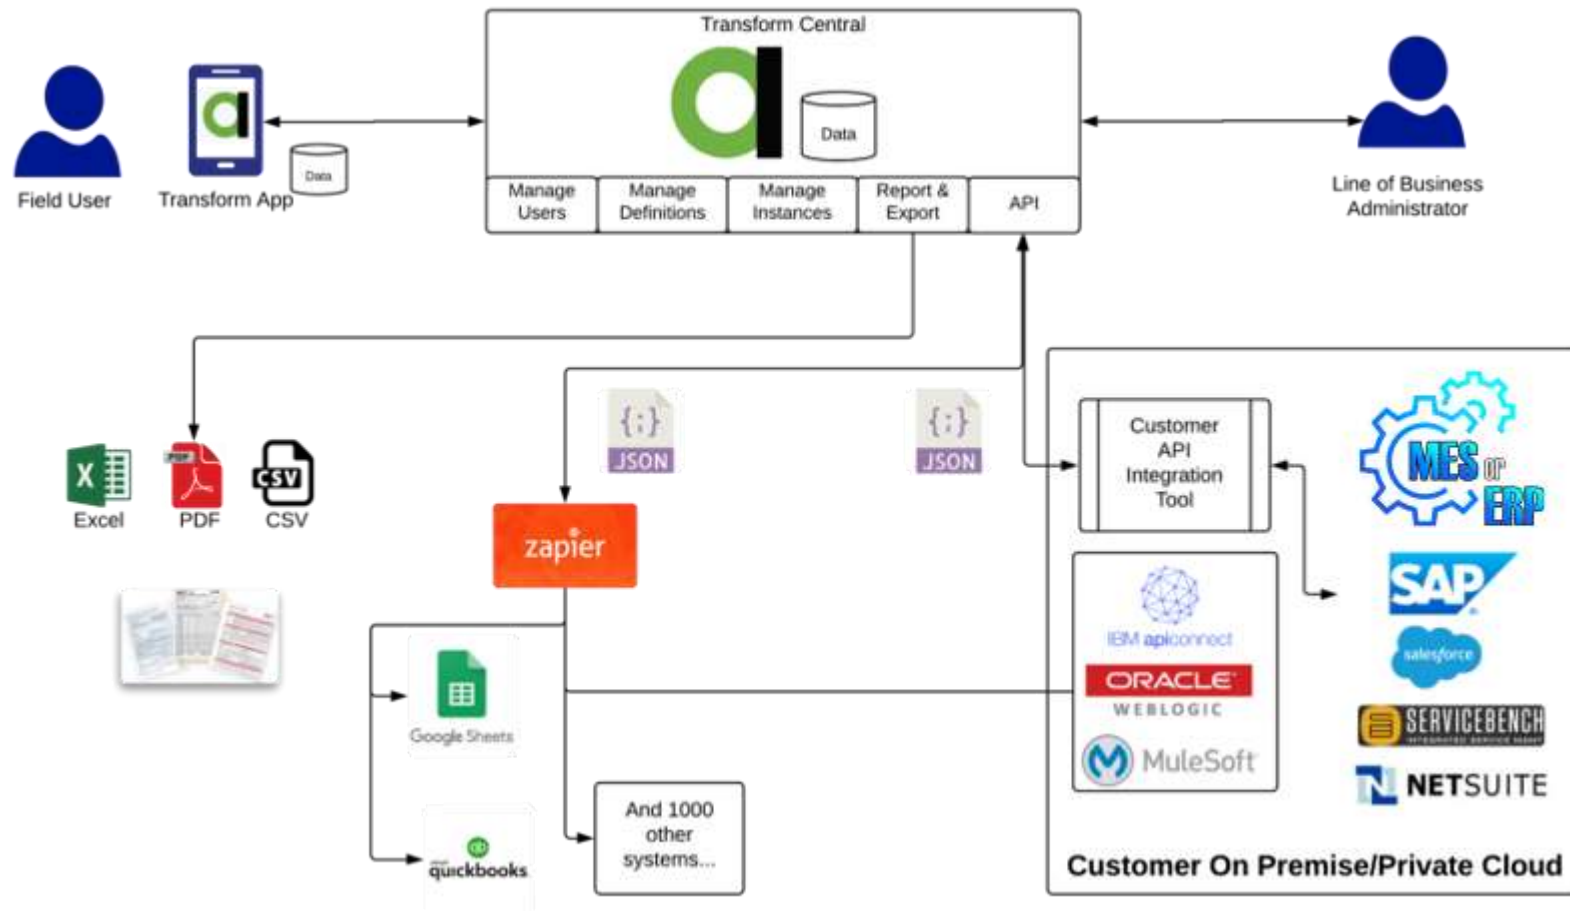 Transform Central
Data
Manage
Users
Manage
Definitions
Manage
Instances
Report &
Export
API
Field User
Transform App
Data
Line of Business
Administrator
{;}
JSON
{;}
JSON
X
Excel
PDF
PDF
CSV
CSV
zapier
Google Sheets
quickbooks
And 1000
other
systems...
Customer
API
Integration
Tool
IBM apiconnect
ORACLE
WEBLOGIC
MuleSoft
MES or
ERP
SAP
salesforce
SERVICEBENCH
NETSUITE
Customer On Premise/Private Cloud